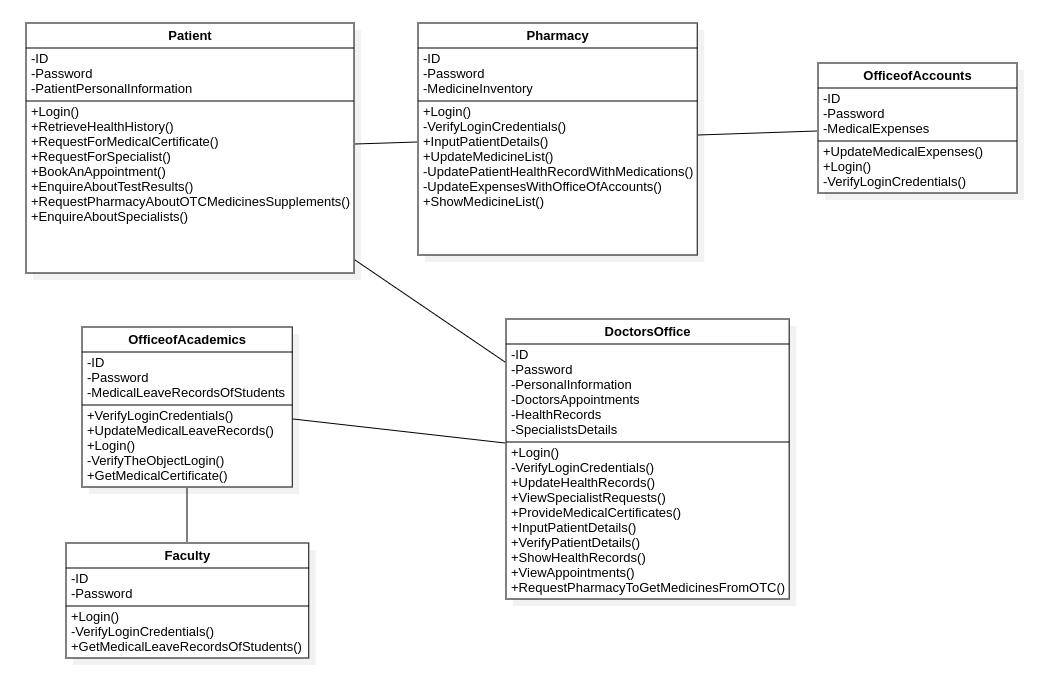 Patient
-ID
-Password
-PatientPersonalInformation
+Login()
+RetrieveHealthHistory()
+RequestForMedicalCertificate()
+RequestForSpecialist()
+BookAnAppointment()
+EnquireAboutTestResults()
+RequestPharmacyAboutOTCMedicinesSupplements()
+EnquireAboutSpecialists()
Pharmacy
-ID
-Password
-MedicineInventory
+Login()
-VerifyLoginCredentials()
+InputPatientDetails()
+UpdateMedicineList()
-UpdatePatientHealthRecordWithMedications()
-UpdateExpensesWithOfficeOfAccounts()
+ShowMedicineList()
OfficeofAccounts
-ID
-Password
-MedicalExpenses
+UpdateMedicalExpenses()
+Login()
-VerifyLoginCredentials()
OfficeofAcademics
-ID
-Password
-MedicalLeaveRecordsOfStudents
+VerifyLoginCredentials()
+UpdateMedicalLeaveRecords()
+Login()
-VerifyTheObjectLogin()
+GetMedicalCertificate()
DoctorsOffice
-ID
-Password
-PersonalInformation
-DoctorsAppointments
-HealthRecords
-SpecialistsDetails
+Login()
-VerifyLoginCredentials()
+UpdateHealthRecords()
+ViewSpecialistRequests()
+ProvideMedicalCertificates()
+InputPatientDetails()
+VerifyPatientDetails()
+ShowHealthRecords()
+ViewAppointments()
+RequestPharmacyToGetMedicinesFromOTC()
Faculty
-ID
-Password
+Login()
-VerifyLoginCredentials()
+GetMedicalLeaveRecordsOfStudents()